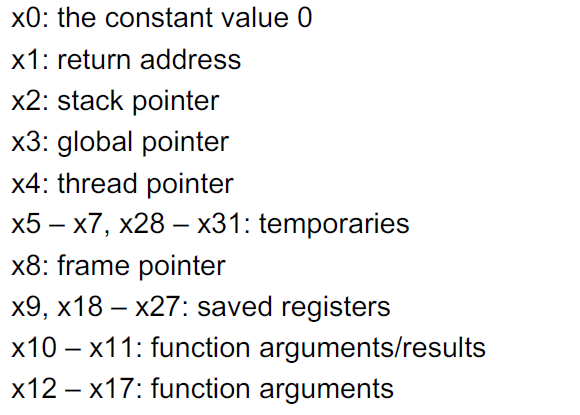 x0: the constant value 0
x1: return address
x2: stack pointer
x3: global pointer
x4: thread pointer
x5 – x7, x28 – x31: temporaries
x8: frame pointer
x9, x18 – x27: saved registers
x10 – x11: function arguments/results
x12 – x17: function arguments